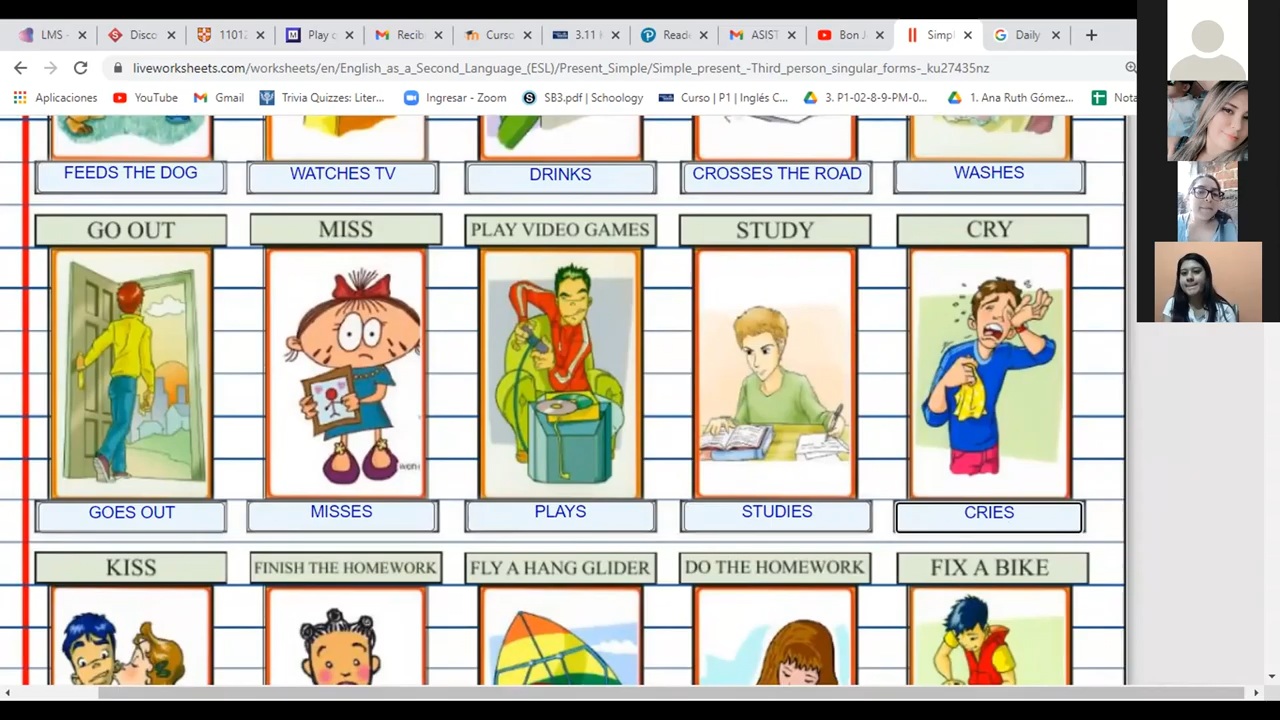 LMS
Disco
11012
Play c
Recib
Curso
3.11
Reade
ASIST
Bon J
Simpl
Daily
liveworksheets.com/worksheets/en/English_as_a_Second_Language_(ESL)/Present_Simple/Simple_present_-Third_person_singular_forms-_ku27435nz
Aplicaciones
YouTube
Gmail
Trivia Quizzes: Liter...
Ingresar - Zoom
SB3.pdf | Schoology
Curso | P1 | Inglés C...
3. P1-02-8-9-PM-0...
1. Ana Ruth Gómez...
Nota
FEEDS THE DOG
WATCHES TV
DRINKS
CROSSES THE ROAD
WASHES
GO OUT
MISS
PLAY VIDEO GAMES
STUDY
CRY
GOES OUT
MISSES
PLAYS
STUDIES
CRIES
KISS
FINISH THE HOMEWORK
FLY A HANG GLIDER
DO THE HOMEWORK
FIX A BIKE